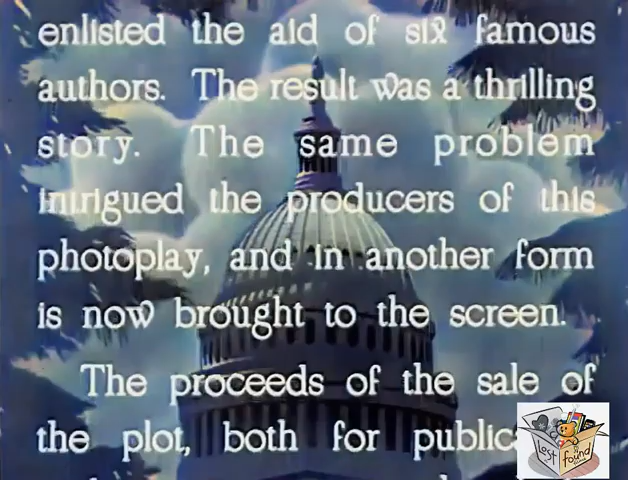 enlisted the aid of six famous
authors. The result was a thrilling
story. The same problem
intrigued the producers of this
photoplay, and in another form
is now brought to the screen.
The proceeds of the sale of
the plot, both for
lost found